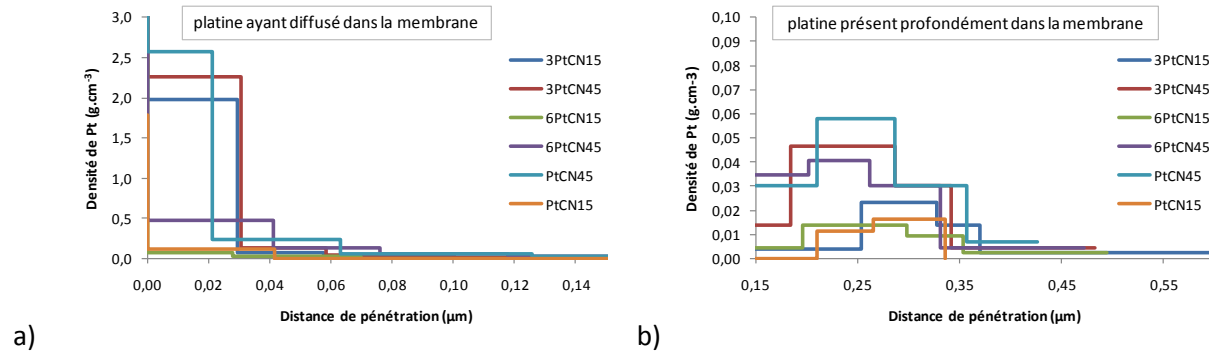 platine ayant diffusé dans la membrane
3,0
2,5
2,0
1,5
1,0
0,5
0,0
Densité de Pt (g.cm⁻³)
0,00 0,02 0,04 0,06 0,08 0,10 0,12 0,14
Distance de pénétration (µm)
3PtCN15
3PtCN45
6PtCN15
6PtCN45
PtCN45
PtCN15
a)
platine présent profondément dans la membrane
0,10
0,09
0,08
0,07
0,06
0,05
0,04
0,03
0,02
0,01
0,00
Densité de Pt (g.cm-3)
0,15 0,25 0,35 0,45 0,55
Distance de pénétration (µm)
3PtCN15
3PtCN45
6PtCN15
6PtCN45
PtCN45
PtCN15
b)